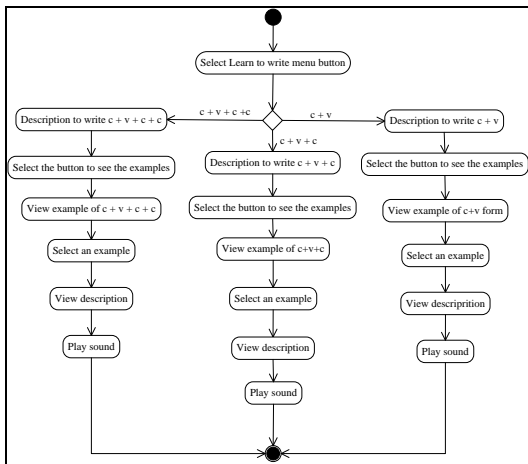 Select Learn to write menu button
c + v + c +c
c + v
c + v + c
Description to write c + v + c + c
Select the button to see the examples
View example of c + v + c + c
Select an example
View description
Play sound
Description to write c + v + c
Select the button to see the examples
View example of c+v+c
Select an example
View description
Play sound
Description to write c + v
Select the button to see the examples
View example of c+v form
Select an example
View descriprition
Play sound